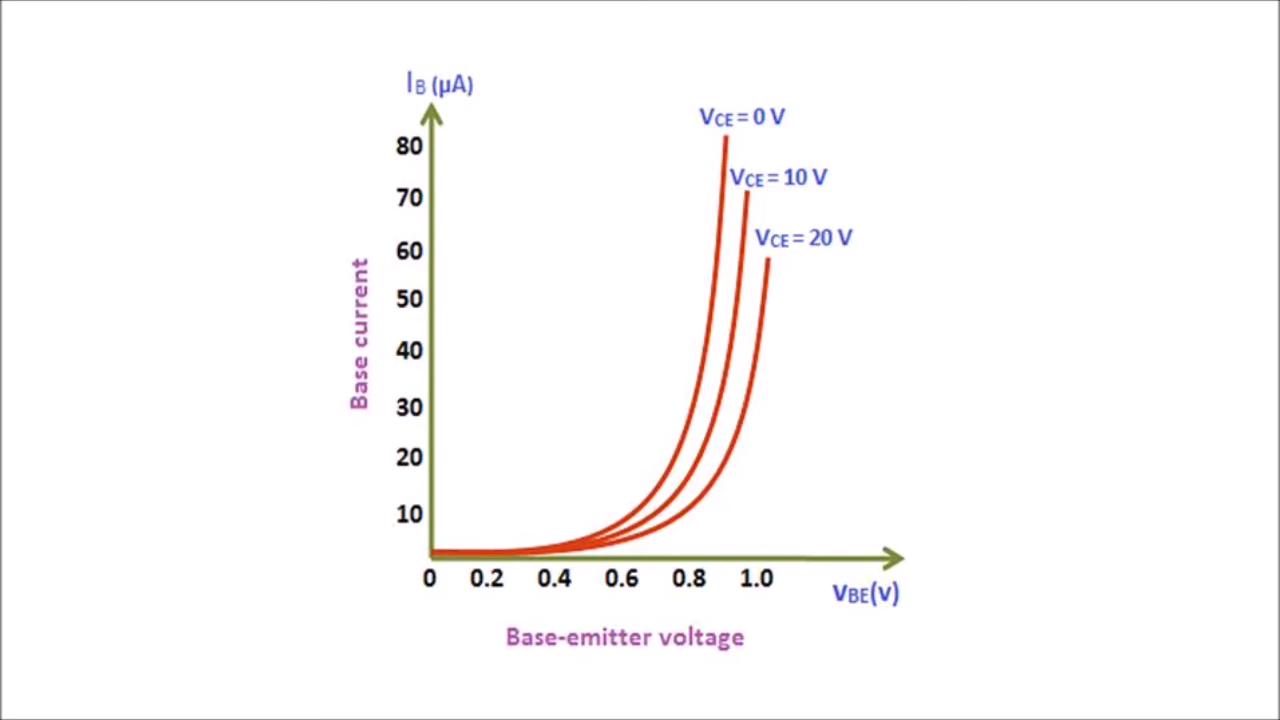 IB (µA)
VCE = 0 V
80
VCE = 10 V
70
VCE = 20 V
60
50
40
30
20
10
Base current
0 0.2 0.4 0.6 0.8 1.0
VBE(v)
Base-emitter voltage